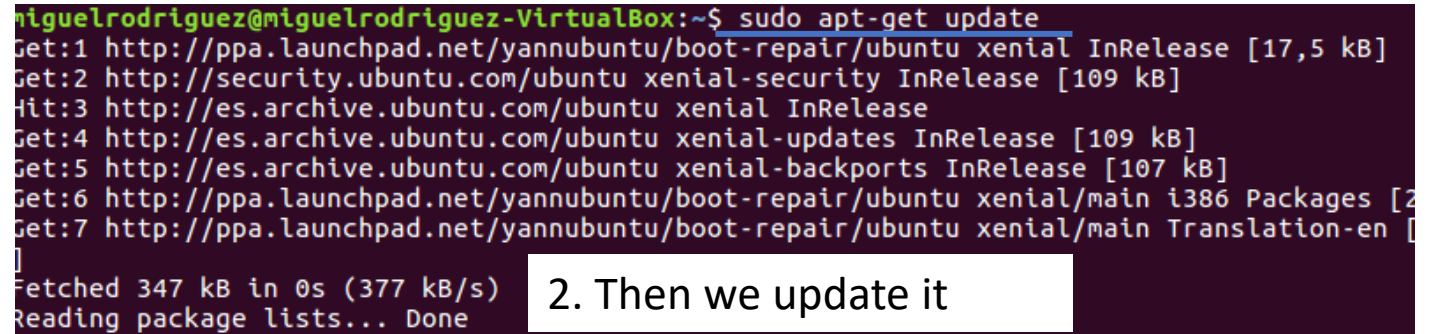 miguelrodriguez@miguelrodriguez-VirtualBox:~$ sudo apt-get update
Get:1 http://ppa.launchpad.net/yannubuntu/boot-repair/ubuntu xenial InRelease [17,5 kB]
Get:2 http://security.ubuntu.com/ubuntu xenial-security InRelease [109 kB]
Hit:3 http://es.archive.ubuntu.com/ubuntu xenial InRelease
Get:4 http://es.archive.ubuntu.com/ubuntu xenial-updates InRelease [109 kB]
Get:5 http://es.archive.ubuntu.com/ubuntu xenial-backports InRelease [107 kB]
Get:6 http://ppa.launchpad.net/yannubuntu/boot-repair/ubuntu xenial/main i386 Packages [2
Get:7 http://ppa.launchpad.net/yannubuntu/boot-repair/ubuntu xenial/main Translation-en [
]
Fetched 347 kB in 0s (377 kB/s)
Reading package lists... Done
2. Then we update it